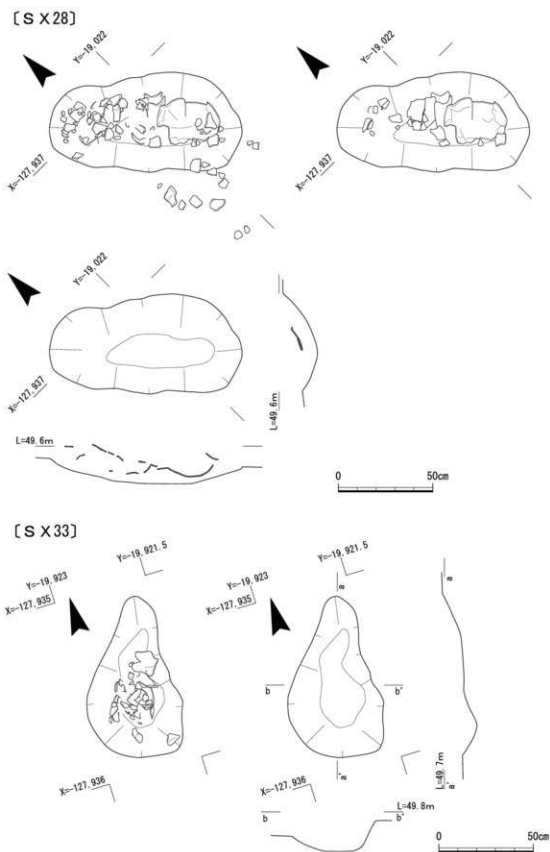 〔SX28〕
Y=-19,022
X=-127,937
Y=-19,022
X=-127,937
Y=-19,022
X=-127,937
L=49.6m
L=49.6m
0 50cm
〔SX33〕
Y=-19,923
X=-127,935
Y=-19,921.5
X=-127,936
Y=-19,923
X=-127,935
Y=-19,921.5
a
a
b
b'
a'
X=-127,936
L=49.7m
a'
b
L=49.8m
b'
0 50cm